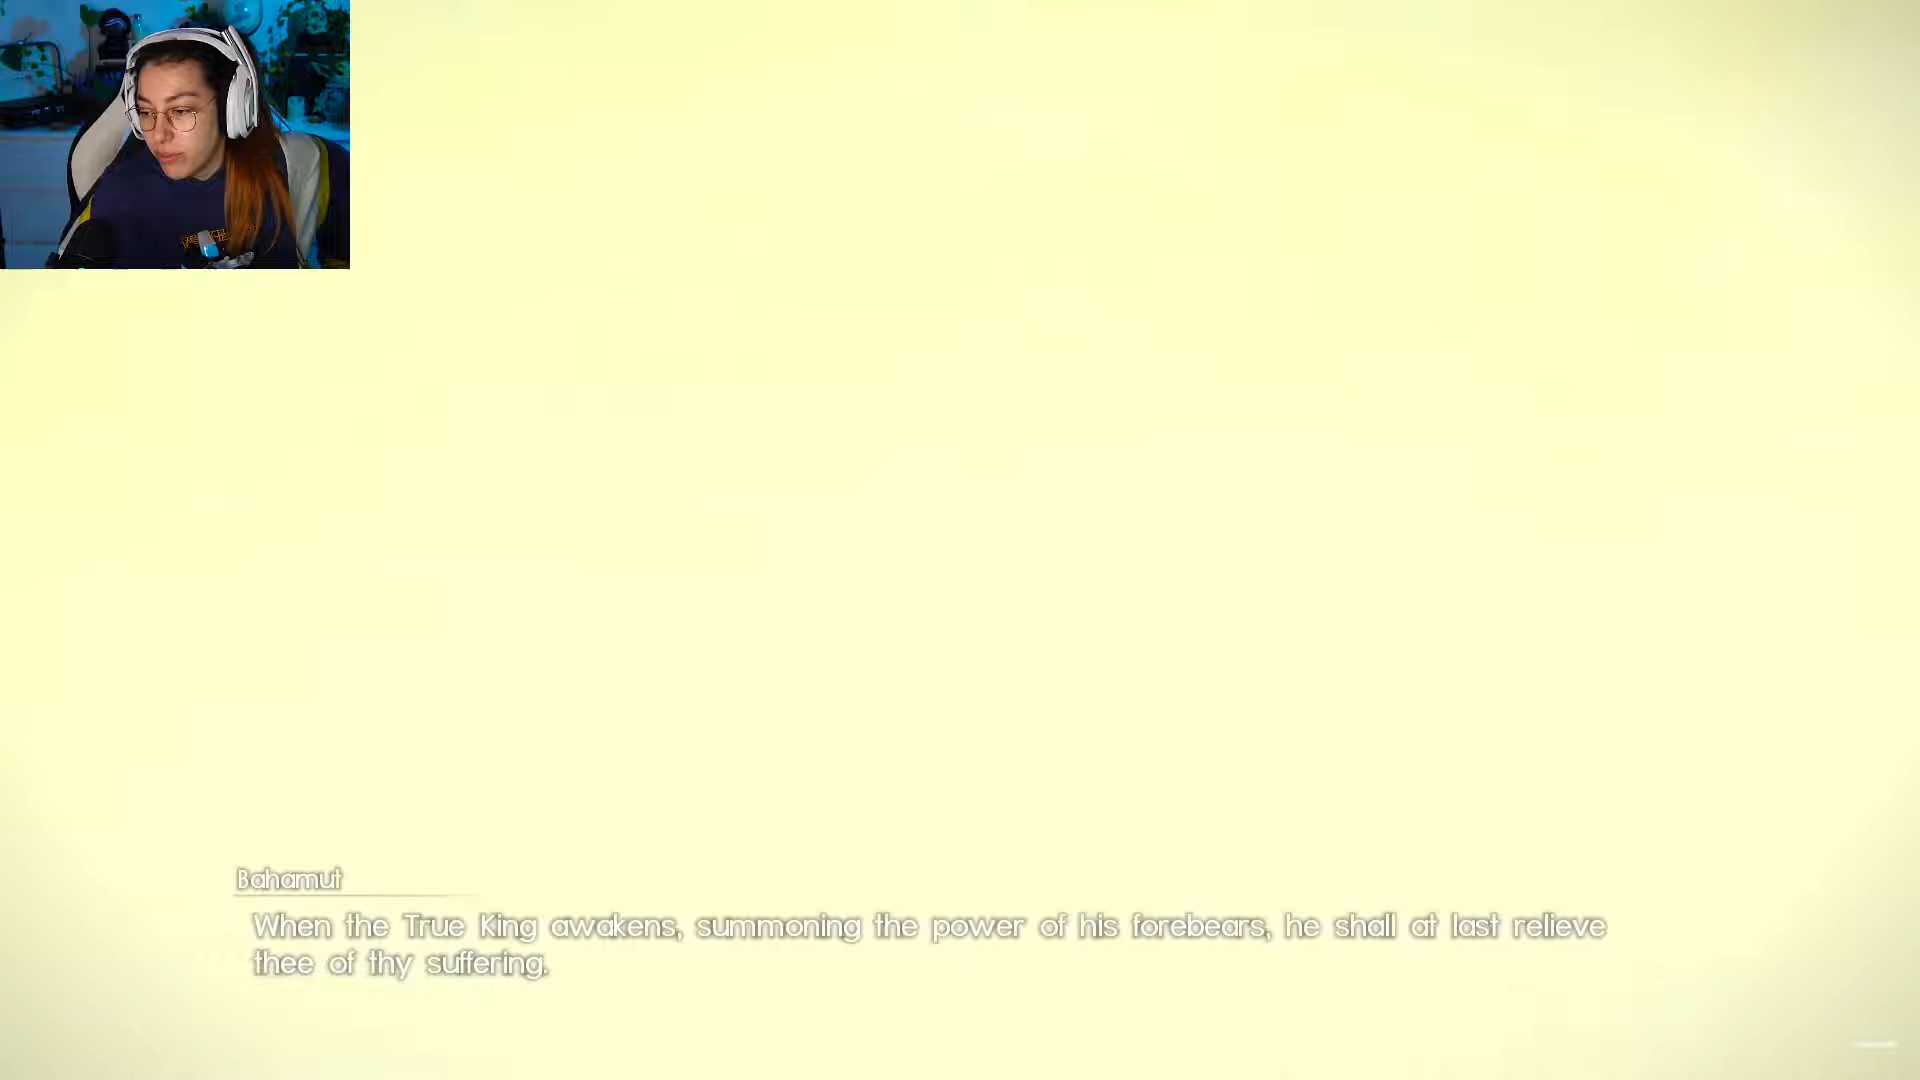 Bahamut
When the True King awakens, summoning the power of his forebears, he shall at last relieve
thee of thy suffering.